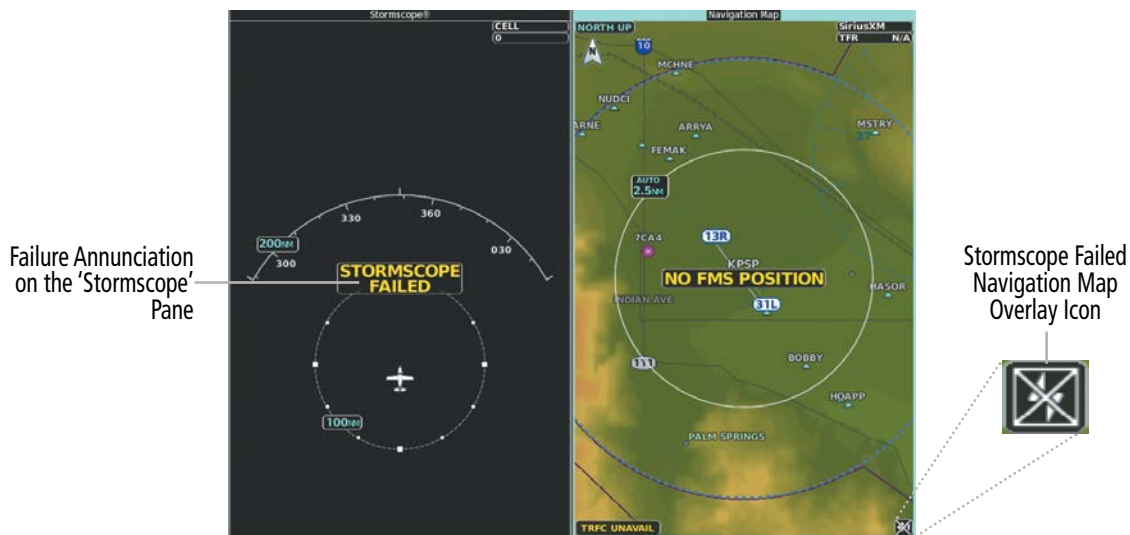 Stormscope®
CELL
0
330
360
300
030
200NM
STORMSCOPE
FAILED
100NM
Navigation Map
NORTH UP
N
SiriusXM
TFR N/A
10
MCHNE
NUDCI
ARNE
ARRYA
MSTRY
37
FEMAK
AUTO
2.5NM
7CA4
13R
KPSP
NO FMS POSITION
INDIAN AVE
31L
HASOR
111
BOBBY
HOAPP
PALM SPRINGS
TRFC UNAVAIL
Failure Annunciation
on the ‘Stormscope’
Pane
Stormscope Failed
Navigation Map
Overlay Icon